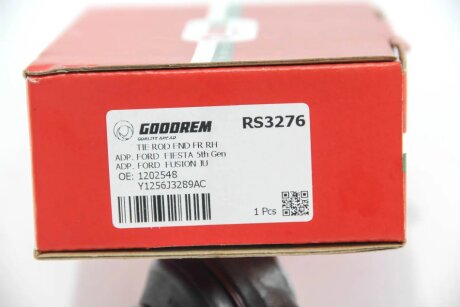 GOODREM
QUALITY AHEAD
RS3276
TIE ROD END FR RH
ADP. FORD FIESTA 5th Gen
ADP. FORD FUSION JU
OE: 1202548
Y1256J3289AC
1 Pcs